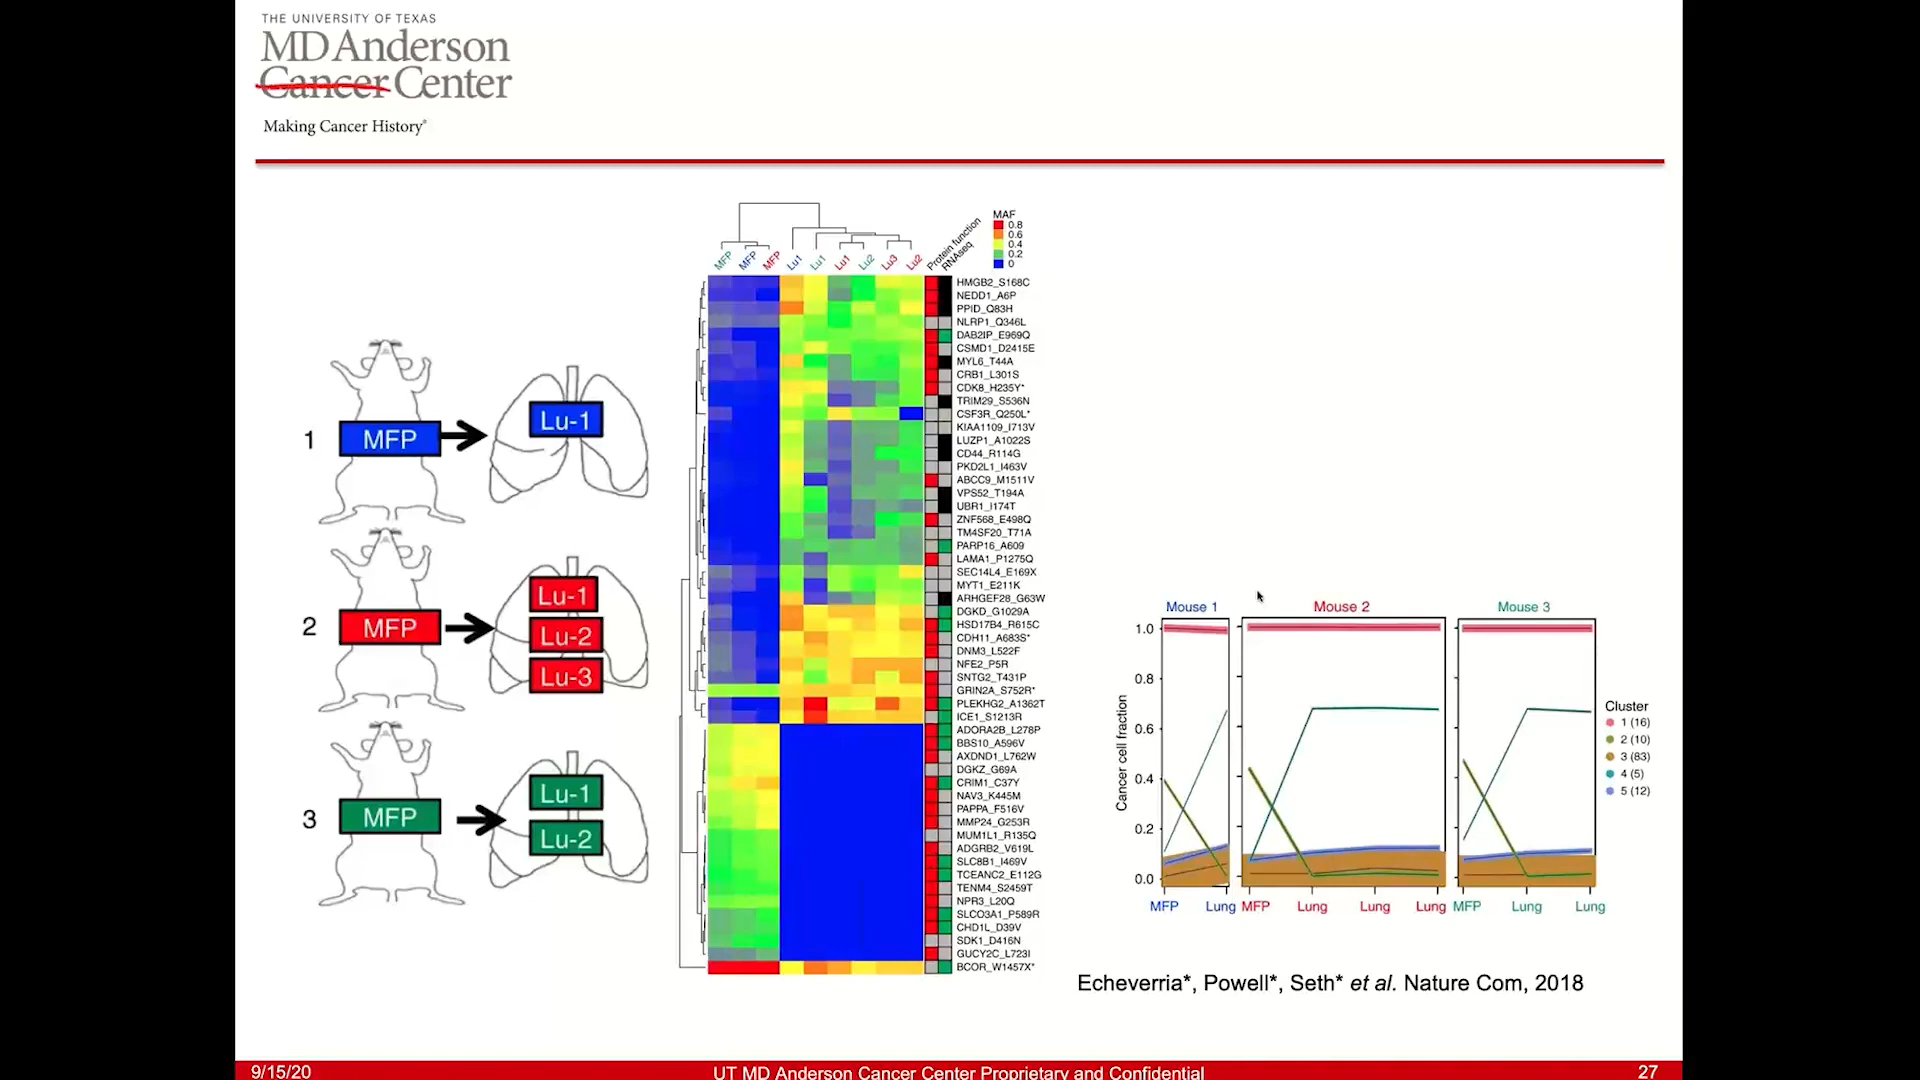 THE UNIVERSITY OF TEXAS
MD Anderson
Cancer Center
Making Cancer History®
1
MFP
Lu-1
2
MFP
Lu-1
Lu-2
Lu-3
3
MFP
Lu-1
Lu-2
MFP MFP MFP Lu1 Lu1 Lu1 Lu2 Lu3 Lu2
Protein function
RNAseq
MAF
0.8
0.6
0.4
0.2
0
HMGB2_S168C
NEDD1_A6P
PPID_Q83H
NLRP1_Q346L
DAB2IP_E969Q
CSMD1_D2415E
MYL6_T44A
CRB1_L301S
CDK8_H235Y*
TRIM29_S536N
CSF3R_Q250L*
KIAA1109_I713V
LUZP1_A1022S
CD44_R114G
PKD2L1_I463V
ABCC9_M1511V
VPS52_T194A
UBR1_I174T
ZNF568_E498Q
TM4SF20_T71A
PARP16_A609
LAMA1_P1275Q
SEC14L4_E169X
MYT1_E211K
ARHGEF28_G63W
DGKD_G1029A
HSD17B4_R615C
CDH11_A683S*
DNM3_L522F
NFE2_P5R
SNTG2_T431P
GRIN2A_S752R*
PLEKHG2_A1362T
ICE1_S1213R
ADORA2B_L278P
BBS10_A596V
AXDND1_L762W
DGKZ_G69A
CRIM1_C37Y
NAV3_K445M
PAPPA_F516V
MMP24_G253R
MUM1L1_R135Q
ADGRB2_V619L
SLC8B1_I469V
TCEANC2_E112G
TENM4_S2459T
NPR3_L20Q
SLCO3A1_P589R
CHD1L_D39V
SDK1_D416N
GUCY2C_L723I
BCOR_W1457X*
Mouse 1 Mouse 2 Mouse 3
Cancer cell fraction
1.0
0.8
0.6
0.4
0.2
0.0
MFP Lung MFP Lung Lung Lung MFP Lung Lung
Cluster
1 (16)
2 (10)
3 (83)
4 (5)
5 (12)
Echeverria*, Powell*, Seth* et al. Nature Com, 2018
9/15/20 UT MD Anderson Cancer Center Proprietary and Confidential 27